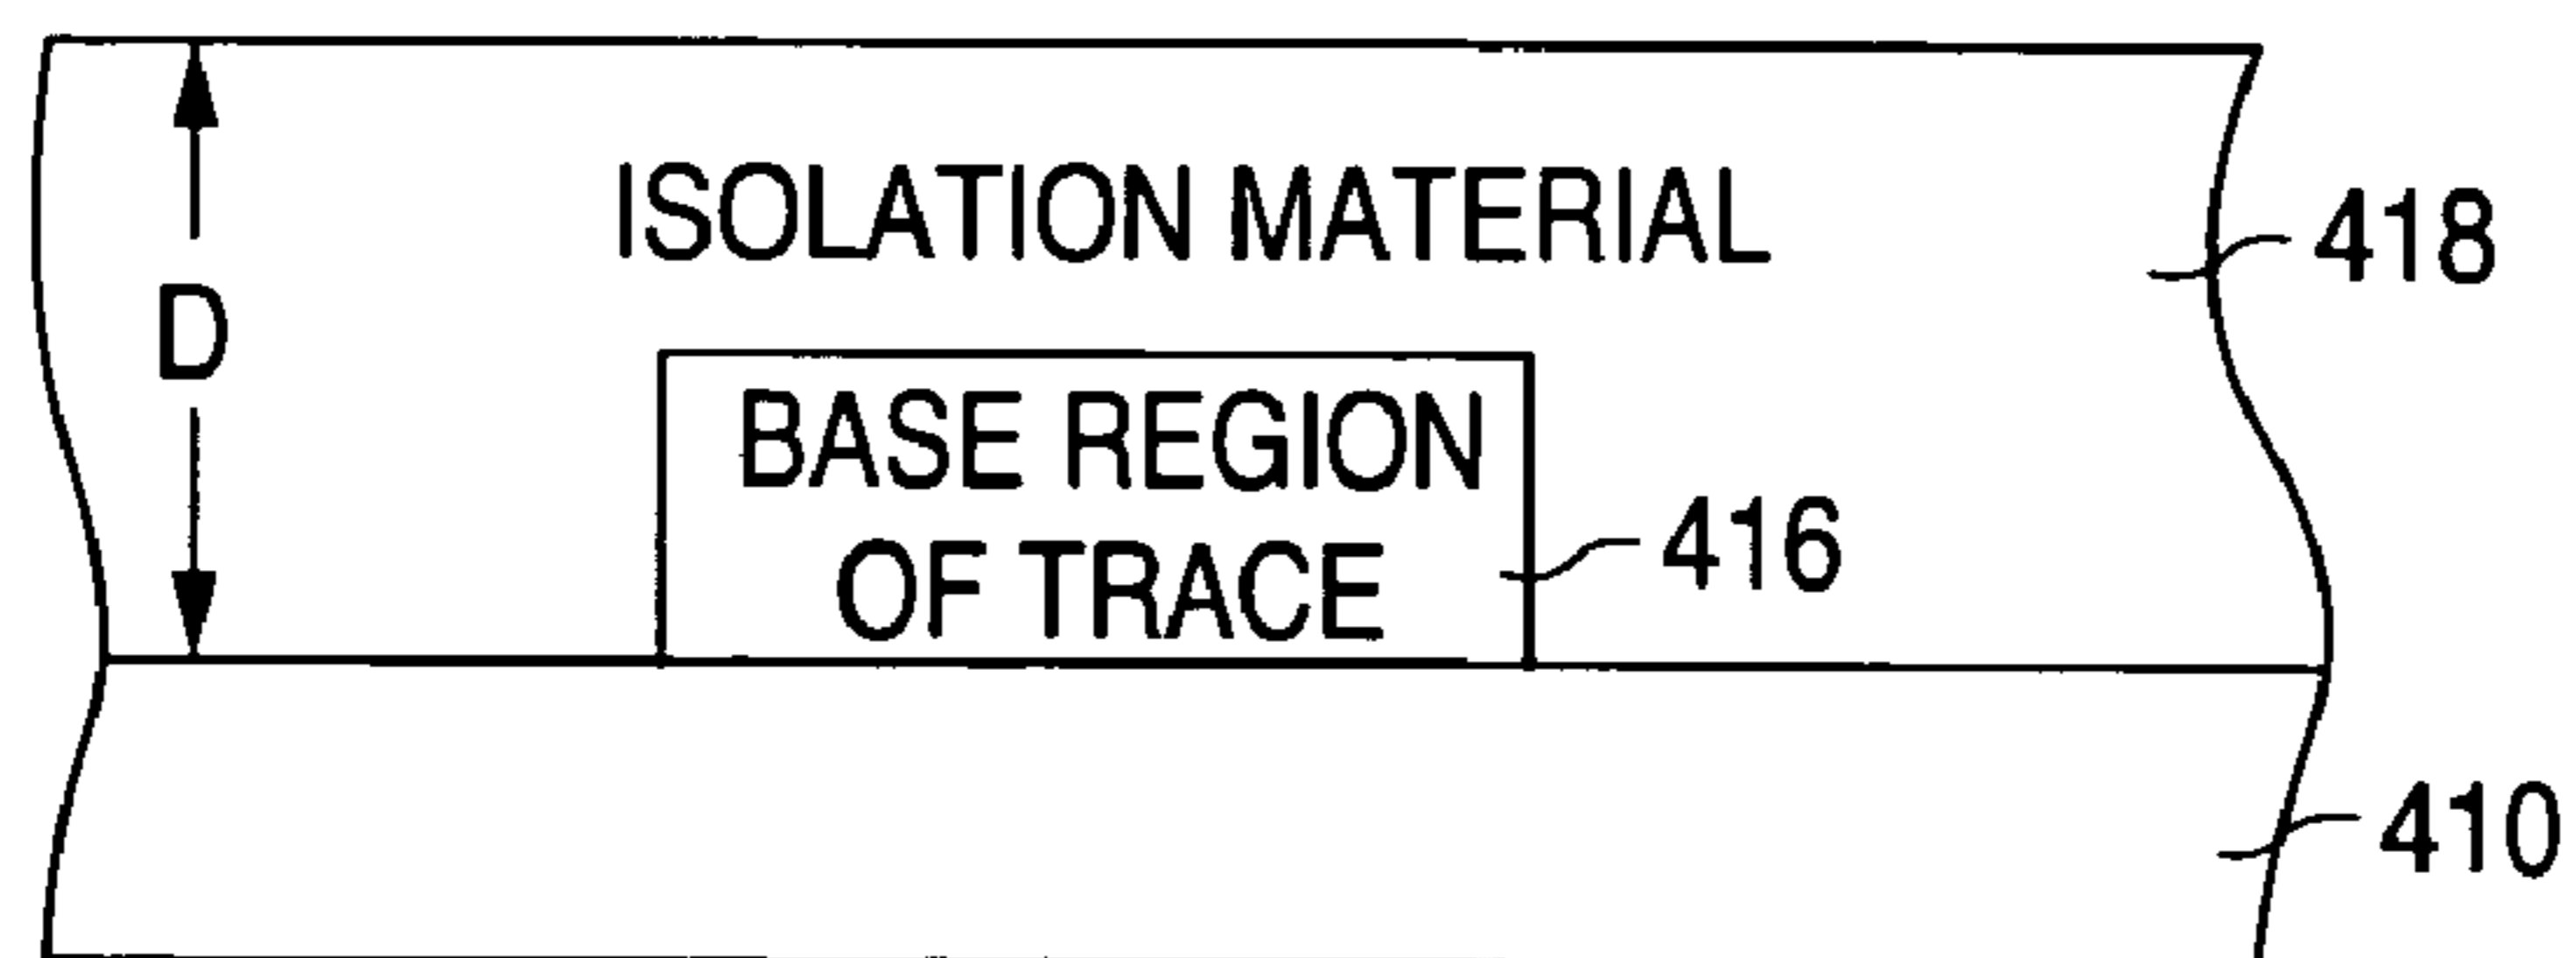 ISOLATION MATERIAL
418
D
BASE REGION
OF TRACE
416
410